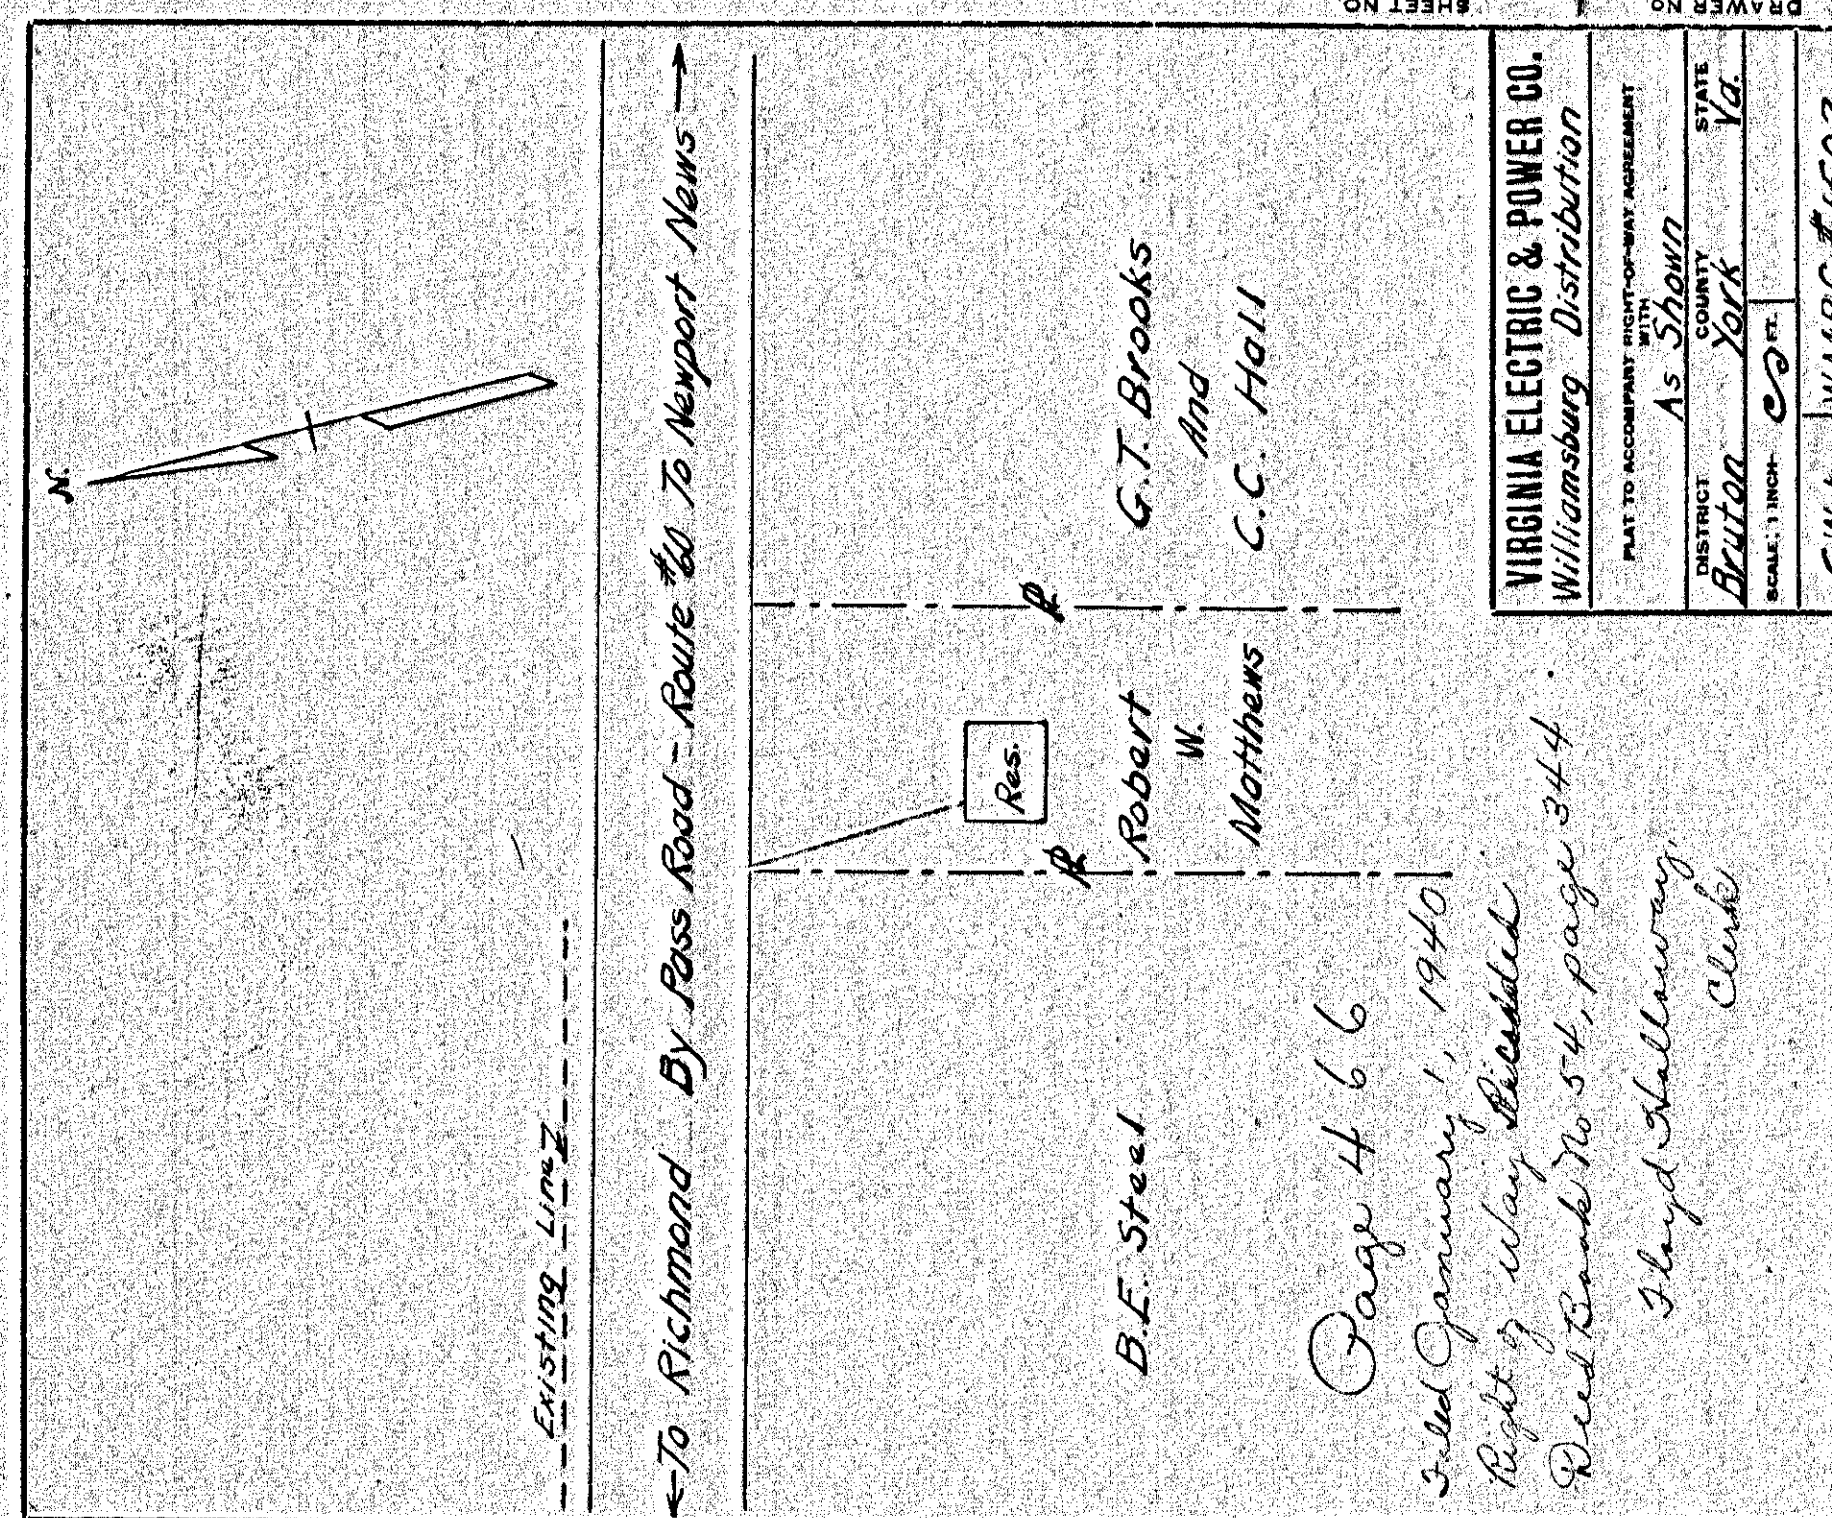 N.
Existing Line
To Richmond By Pass Road - Route #60 To Newport News
Res.
B.E. Steel
Robert
W.
Matthews
G.T. Brooks
And
C.C. Hall
Page 466
Filed January 1, 1940
Right of Way Recorded
Deed Book No 54, page 344
Floyd Holloway,
Clerk
VIRGINIA ELECTRIC & POWER CO.
Williamsburg Distribution
PLAT TO ACCOMPANY RIGHT-OF-WAY AGREEMENT
WITH
As Shown
DISTRICT COUNTY STATE
Bruton York Va.
SCALE; 1 INCH FT.
SHEET NO
DRAWER NO